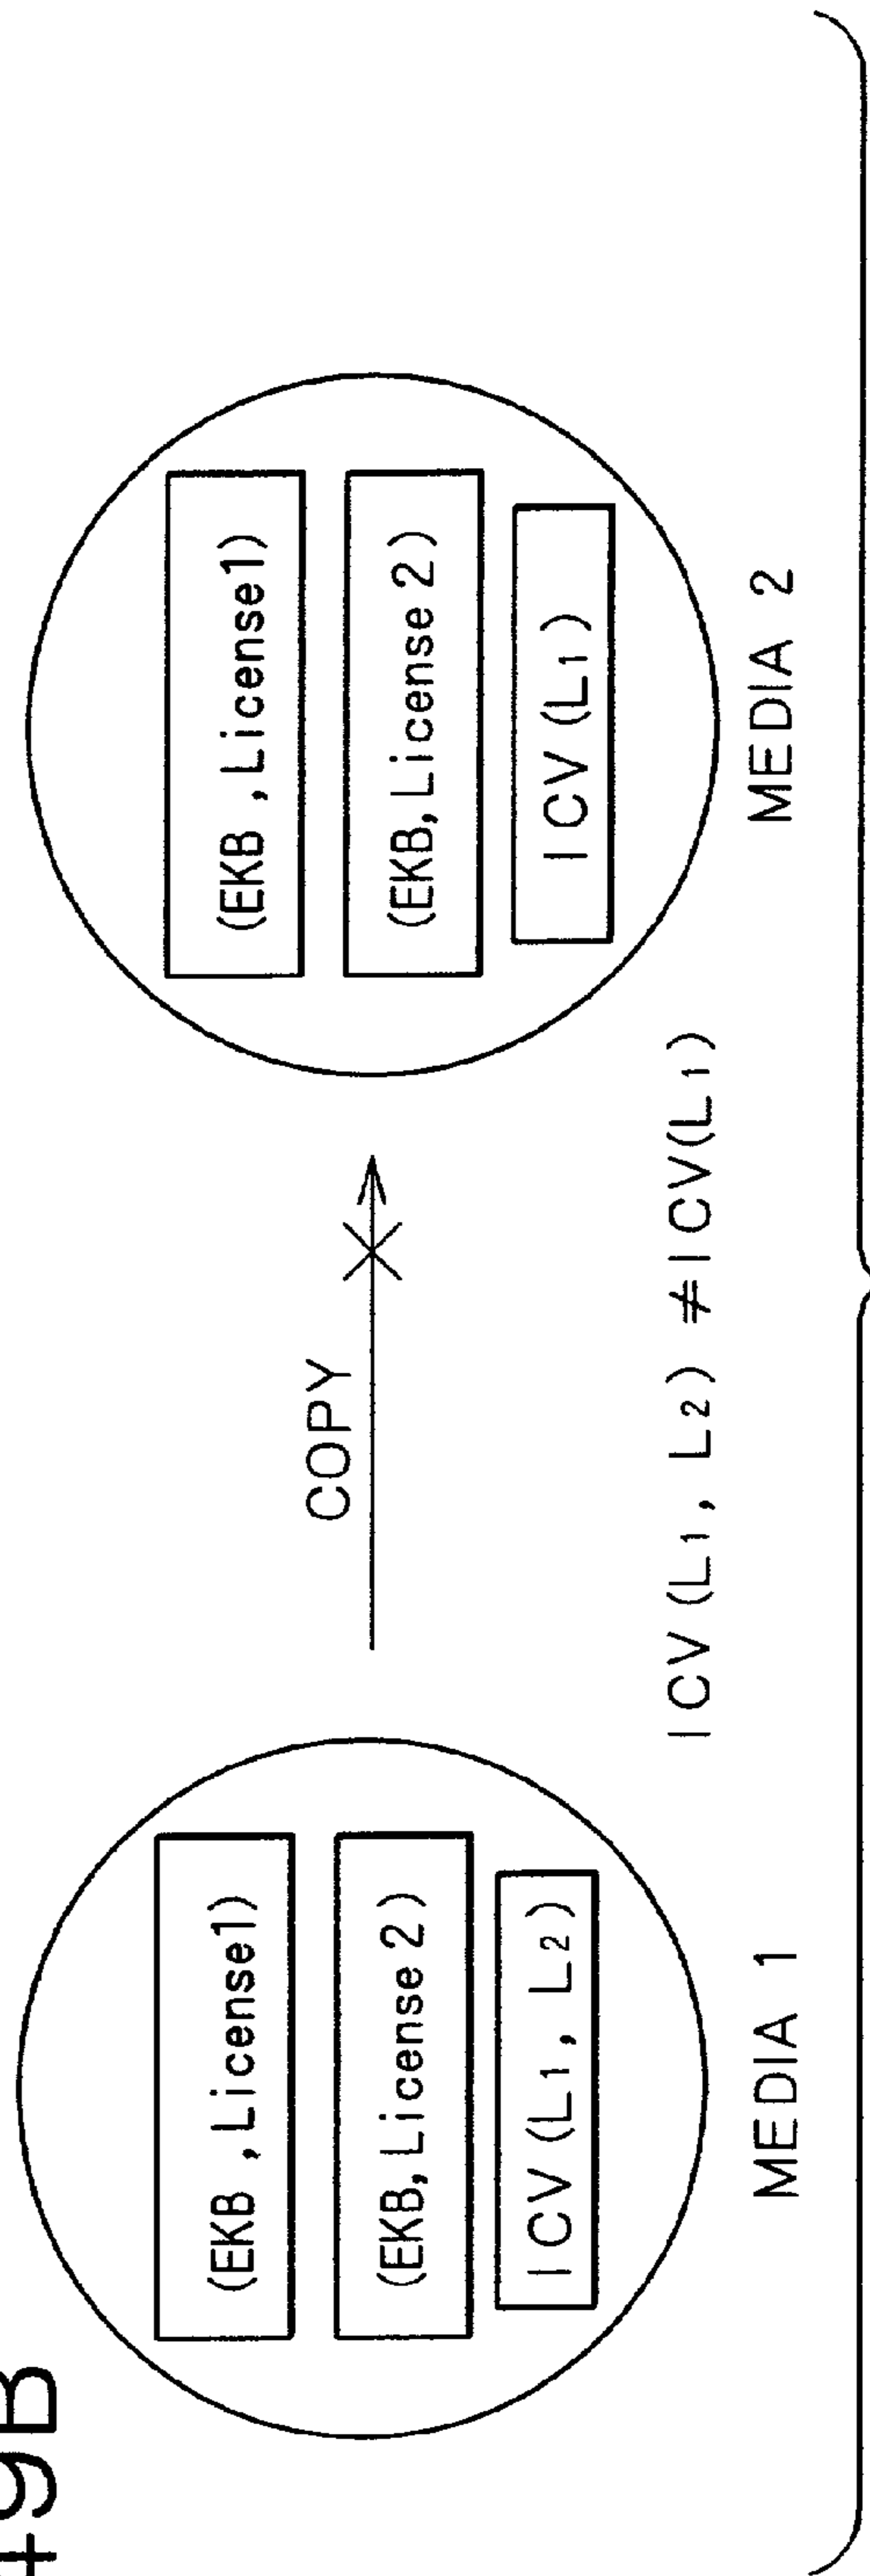 49B
(EKB ,License1)
(EKB,License 2)
ICV (L1, L2)
MEDIA 1
COPY
ICV (L1, L2) ≠ICV(L1)
(EKB ,License1)
(EKB,License 2)
ICV (L1)
MEDIA 2